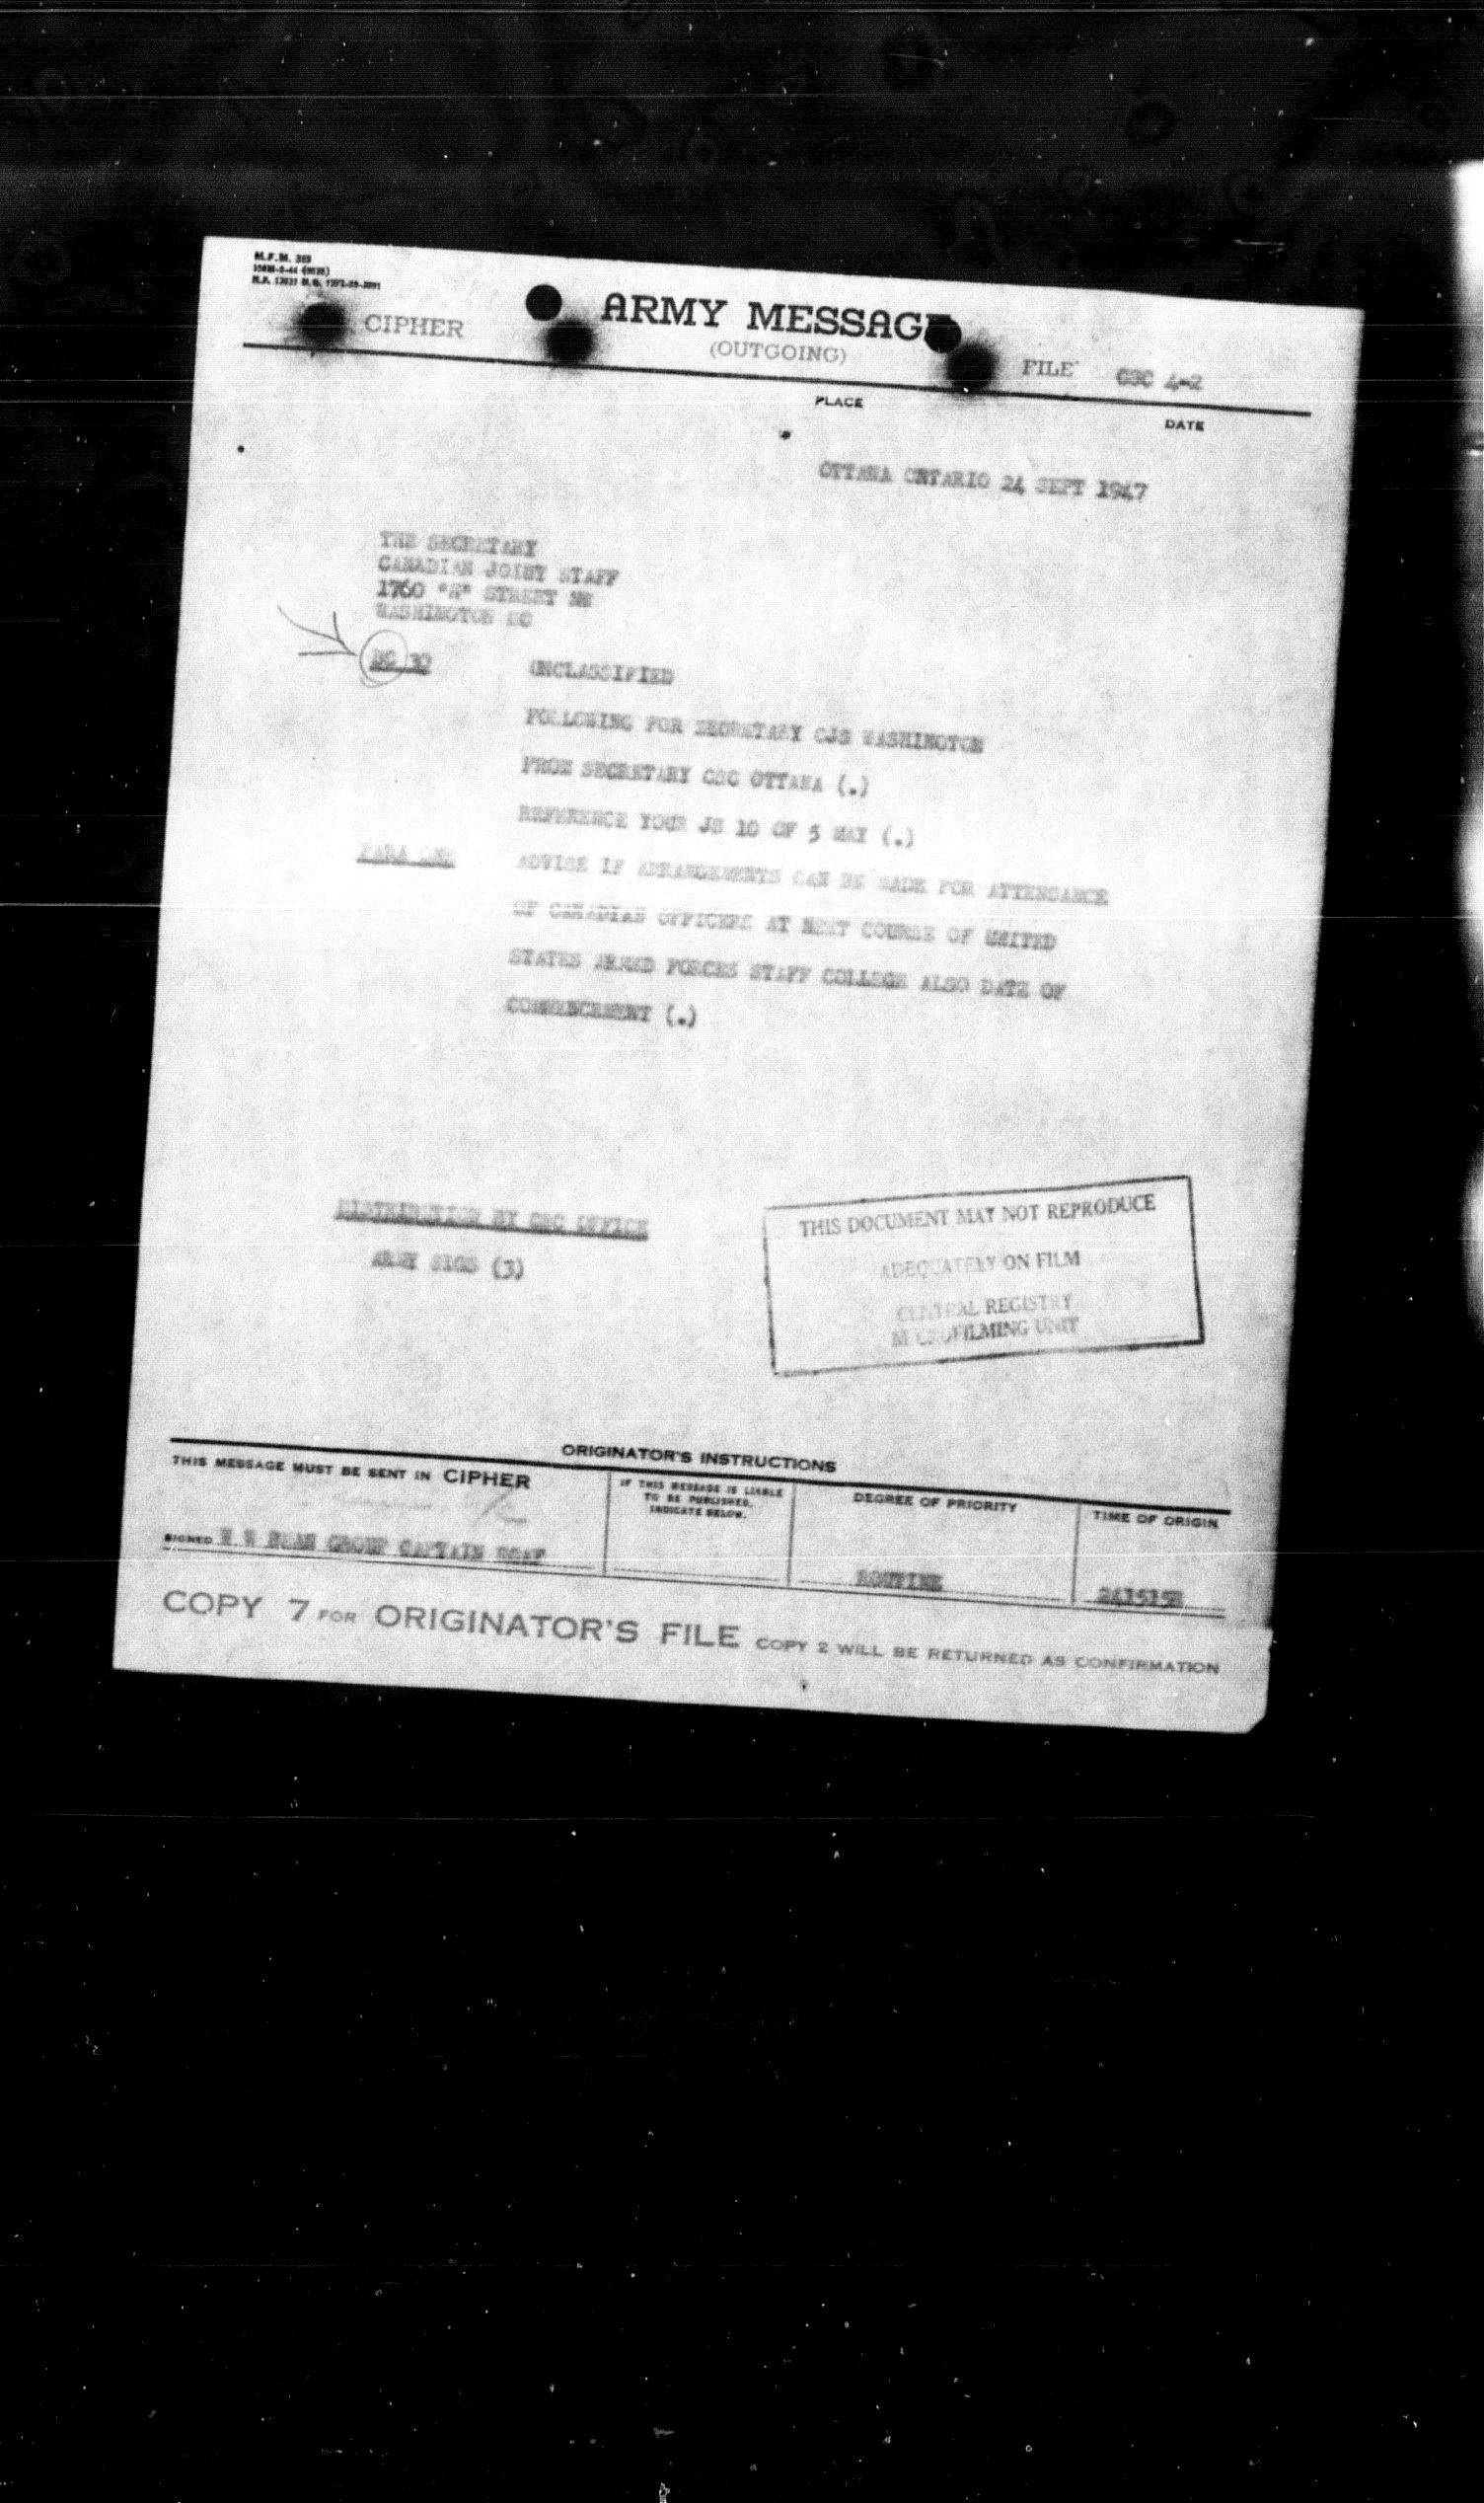 M.F.M. 303
CIPHER
ARMY MESSAGE
(OUTGOING)
FILE CSC 4-2
PLACE
DATE
OTTAWA ONTARIO 24 SEPT 1947
THE SECRETARY
CANADIAN JOINT STAFF
1760 STREET NW
WASHINGTON DC
30
UNCLASSIFIED
FOLLOWING FOR SECRETARY CJS WASHINGTON
FROM SECRETARY CSC OTTAWA (.)
REFERENCE YOUR JS 10 OF 5 MAY (.)
PARA ONE
ADVISE IF ARRANGEMENTS CAN BE MADE FOR ATTENDANCE
OF CANADIAN OFFICERS AT NEXT COURSE OF UNITED
STATES ARMED FORCES STAFF COLLEGE ALSO DATE OF
COMMENCEMENT (.)
DISTRIBUTION BY CSC OFFICE
ARMY SIGS (3)
THIS DOCUMENT MAY NOT REPRODUCE
ADEQUATELY ON FILM
CENTRAL REGISTRY
MICROFILMING UNIT
ORIGINATOR'S INSTRUCTIONS
THIS MESSAGE MUST BE SENT IN CIPHER
IF THIS MESSAGE IS LIABLE
TO BE PUBLISHED,
INDICATE BELOW.
DEGREE OF PRIORITY
TIME OF ORIGIN
SIGNED W W BEAN GROUP CAPTAIN RCAF
ROUTINE
COPY 7 FOR ORIGINATOR'S FILE COPY 2 WILL BE RETURNED AS CONFIRMATION